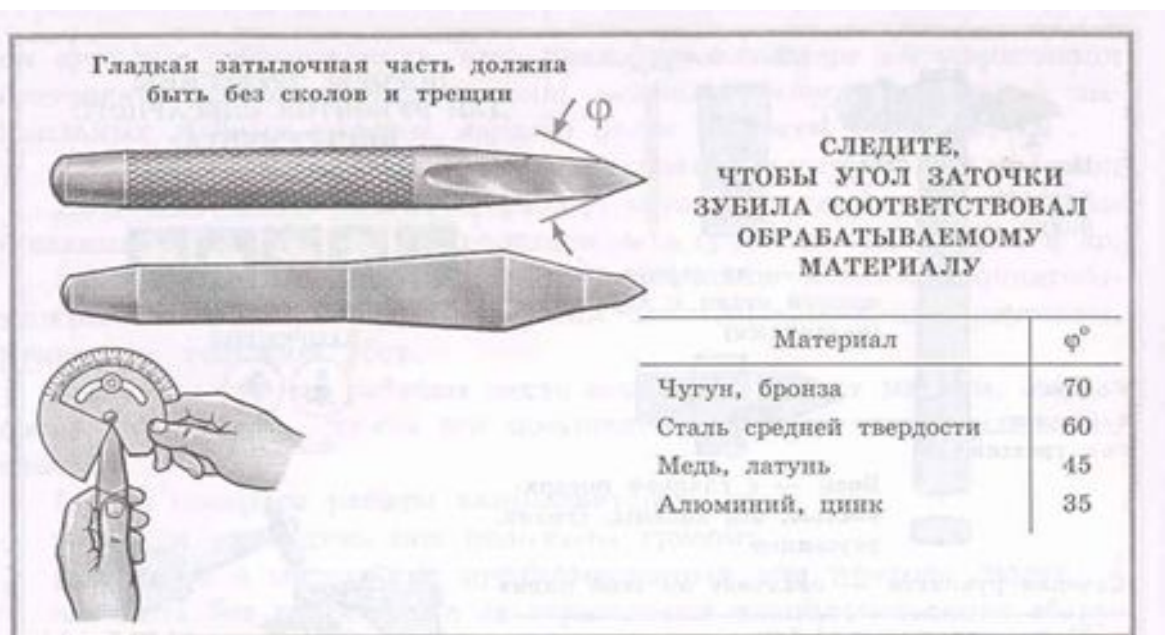 Гладкая затылочная часть должна
быть без сколов и трещин
φ
СЛЕДИТЕ,
ЧТОБЫ УГОЛ ЗАТОЧКИ
ЗУБИЛА СООТВЕТСТВОВАЛ
ОБРАБАТЫВАЕМОМУ
МАТЕРИАЛУ
Материал φ°
Чугун, бронза 70
Сталь средней твердости 60
Медь, латунь 45
Алюминий, цинк 35